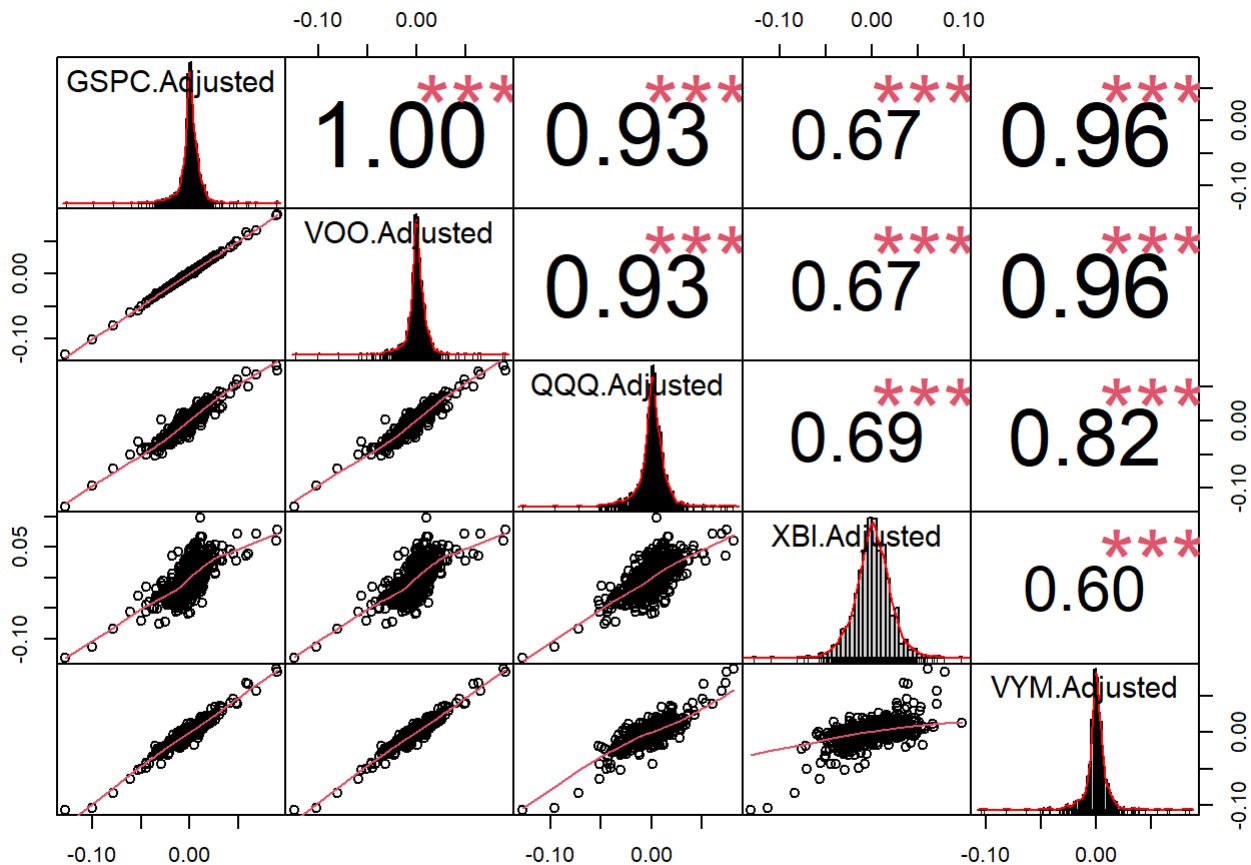 -0.10 0.00 -0.10 0.00 0.10
GSPC.Adjusted *** *** *** ***
1.00 0.93 0.67 0.96
-0.10 0.00
VOO.Adjusted *** *** ***
0.93 0.67 0.96
-0.10 0.00
QQQ.Adjusted *** ***
0.69 0.82
-0.10 0.00
XBI.Adjusted ***
0.60
-0.10 0.05
VYM.Adjusted
-0.10 0.00
-0.10 0.00 -0.10 0.00 -0.10 0.00